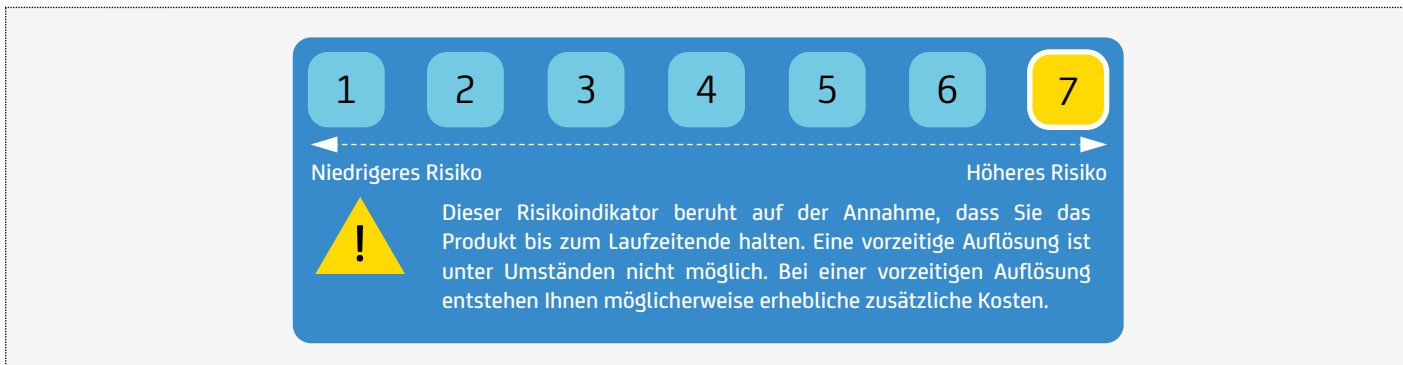 1 2 3 4 5 6 7
Niedrigeres Risiko Höheres Risiko
! Dieser Risikoindikator beruht auf der Annahme, dass Sie das
Produkt bis zum Laufzeitende halten. Eine vorzeitige Auflösung ist
unter Umständen nicht möglich. Bei einer vorzeitigen Auflösung
entstehen Ihnen möglicherweise erhebliche zusätzliche Kosten.